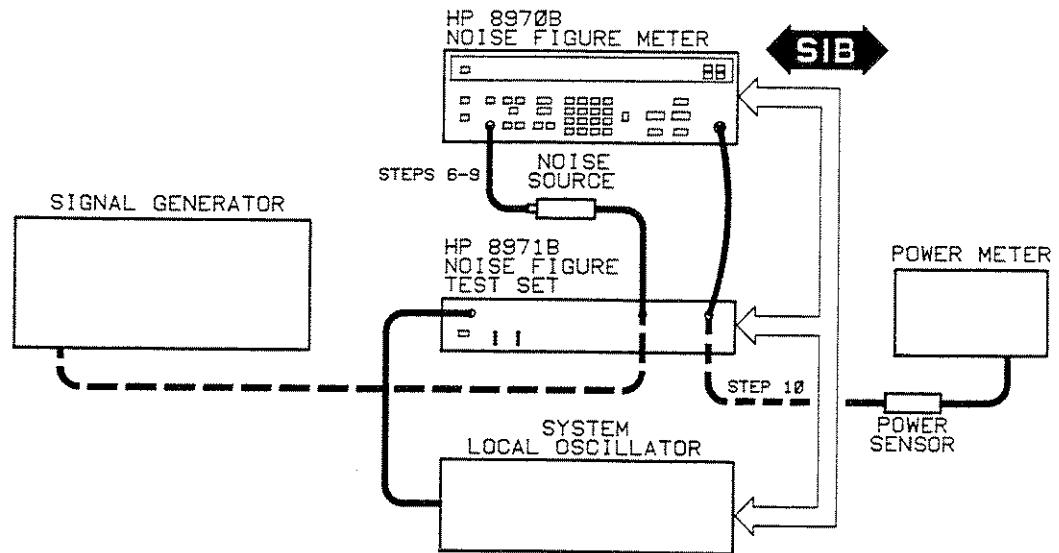 HP 8970B
NOISE FIGURE METER
SIB
STEPS 6-9
NOISE
SOURCE
SIGNAL GENERATOR
HP 8971B
NOISE FIGURE
TEST SET
POWER METER
STEP 10
POWER
SENSOR
SYSTEM
LOCAL OSCILLATOR